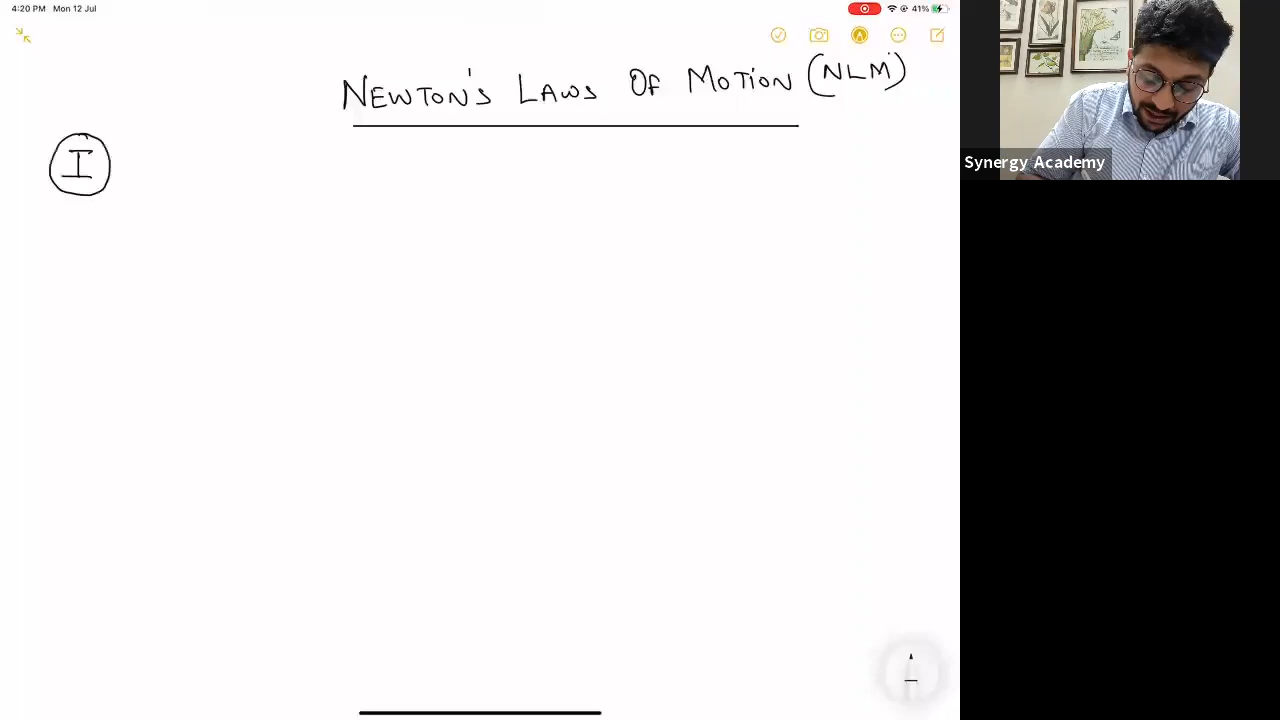 4:20 PM Mon 12 Jul
41%
NEWTON'S LAWS OF MOTION (NLM)
I
Synergy Academy